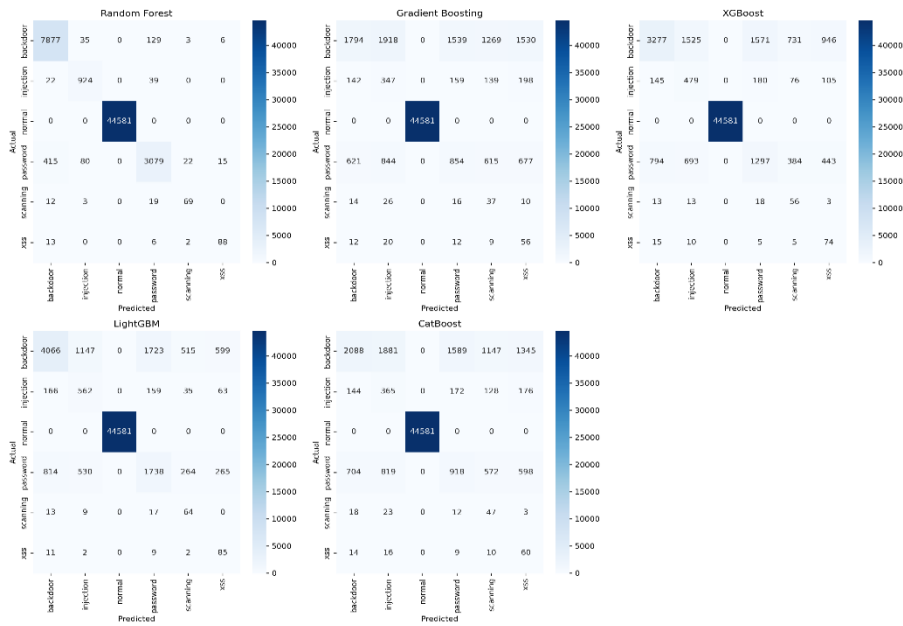 Random Forest
Actual
backdoor 7877 35 0 129 3 6
injection 22 924 0 39 0 0
normal 0 0 44581 0 0 0
password 415 80 0 3079 22 15
scanning 12 3 0 19 69 0
xss 13 0 0 6 2 88
backdoor injection normal password scanning xss
Predicted
40000
35000
30000
25000
20000
15000
10000
5000
0
Gradient Boosting
Actual
backdoor 1794 1918 0 1539 1269 1530
injection 142 347 0 159 139 198
normal 0 0 44581 0 0 0
password 621 844 0 854 615 677
scanning 14 26 0 16 37 10
xss 12 20 0 12 9 56
backdoor injection normal password scanning xss
Predicted
40000
35000
30000
25000
20000
15000
10000
5000
0
XGBoost
Actual
backdoor 3277 1525 0 1571 731 946
injection 145 479 0 180 76 105
normal 0 0 44581 0 0 0
password 794 693 0 1297 384 443
scanning 13 13 0 18 56 3
xss 15 10 0 5 5 74
backdoor injection normal password scanning xss
Predicted
40000
35000
30000
25000
20000
15000
10000
5000
0
LightGBM
Actual
backdoor 4066 1147 0 1723 515 599
injection 166 562 0 159 35 63
normal 0 0 44581 0 0 0
password 814 530 0 1738 264 265
scanning 13 9 0 17 64 0
xss 11 2 0 9 2 85
backdoor injection normal password scanning xss
Predicted
40000
35000
30000
25000
20000
15000
10000
5000
0
CatBoost
Actual
backdoor 2088 1881 0 1589 1147 1345
injection 144 365 0 172 128 176
normal 0 0 44581 0 0 0
password 704 819 0 918 572 598
scanning 18 23 0 12 47 3
xss 14 16 0 9 10 60
backdoor injection normal password scanning xss
Predicted
40000
35000
30000
25000
20000
15000
10000
5000
0